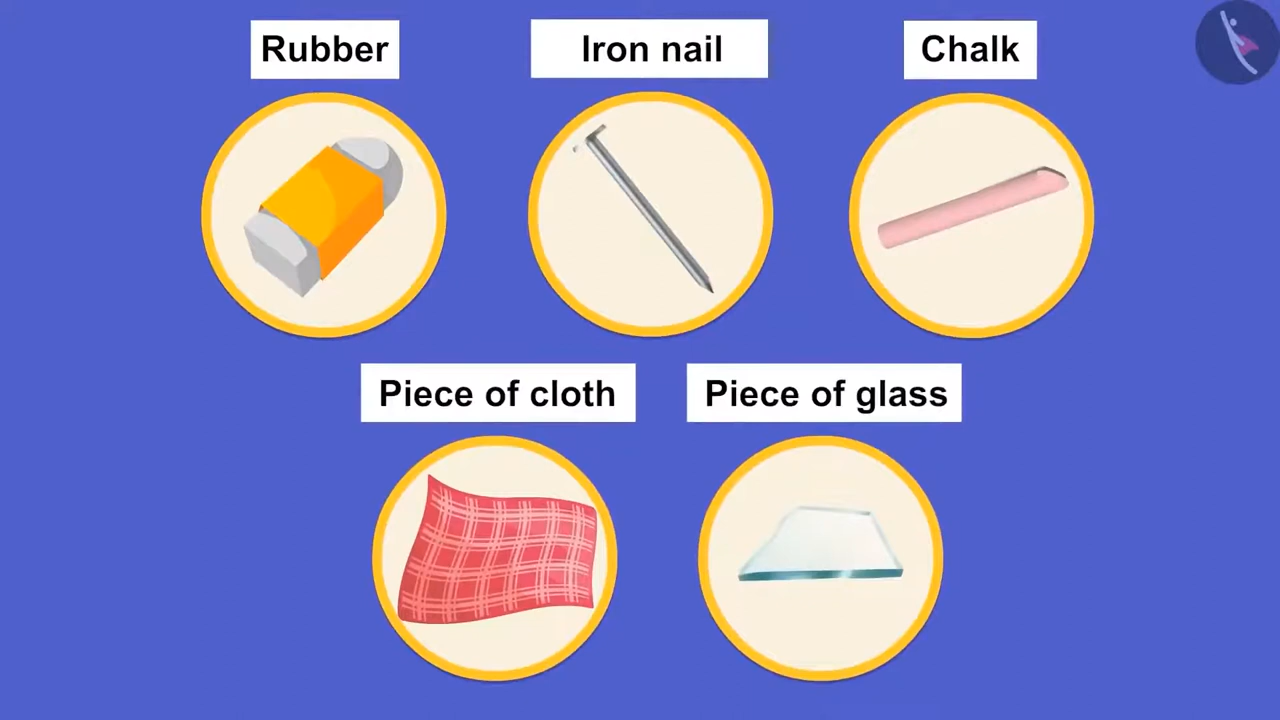 Rubber
Iron nail
Chalk
Piece of cloth
Piece of glass